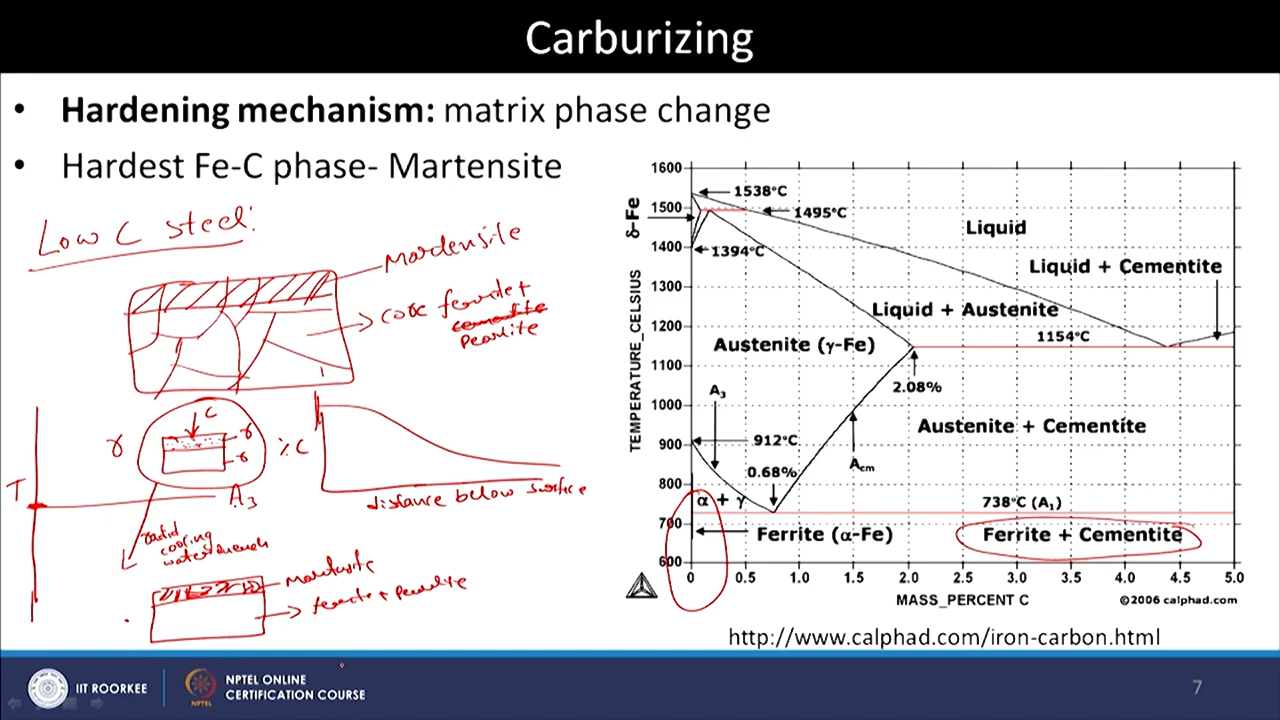 Carburizing
• Hardening mechanism: matrix phase change
• Hardest Fe-C phase- Martensite
Low C steel:
Mardensite
core ferrite +
cementite
Pearlite
T
γ
C
γ
γ
A3
% C
distance below surface
rapid
cooring
water quench
martensite
ferrite + pearlite
TEMPERATURE_CELSIUS
1600
1500
1400
1300
1200
1100
1000
900
800
700
600
δ-Fe
1538°C
1495°C
1394°C
Liquid
Liquid + Cementite
Liquid + Austenite
1154°C
Austenite (γ-Fe)
2.08%
A3
Austenite + Cementite
912°C
Acm
0.68%
α + γ
738°C (A1)
Ferrite (α-Fe)
Ferrite + Cementite
0 0.5 1.0 1.5 2.0 2.5 3.0 3.5 4.0 4.5 5.0
MASS_PERCENT C
©2006 calphad.com
http://www.calphad.com/iron-carbon.html
IIT ROORKEE
NPTEL
NPTEL ONLINE
CERTIFICATION COURSE
7